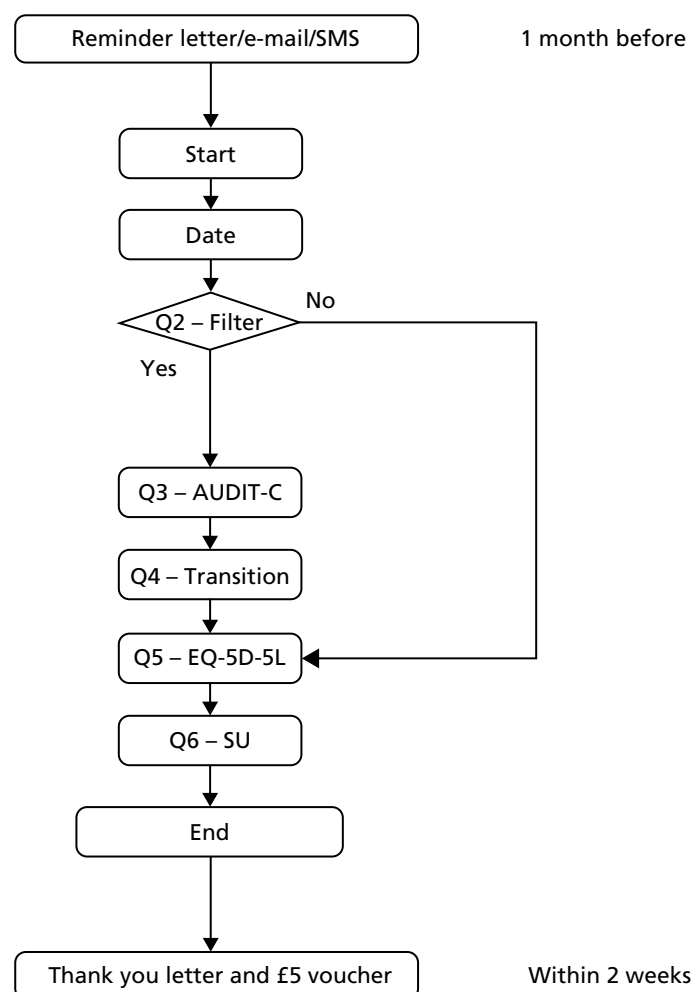 Reminder letter/e-mail/SMS 1 month before
Start
Date
Q2 – Filter
No
Yes
Q3 – AUDIT-C
Q4 – Transition
Q5 – EQ-5D-5L
Q6 – SU
End
Thank you letter and £5 voucher Within 2 weeks